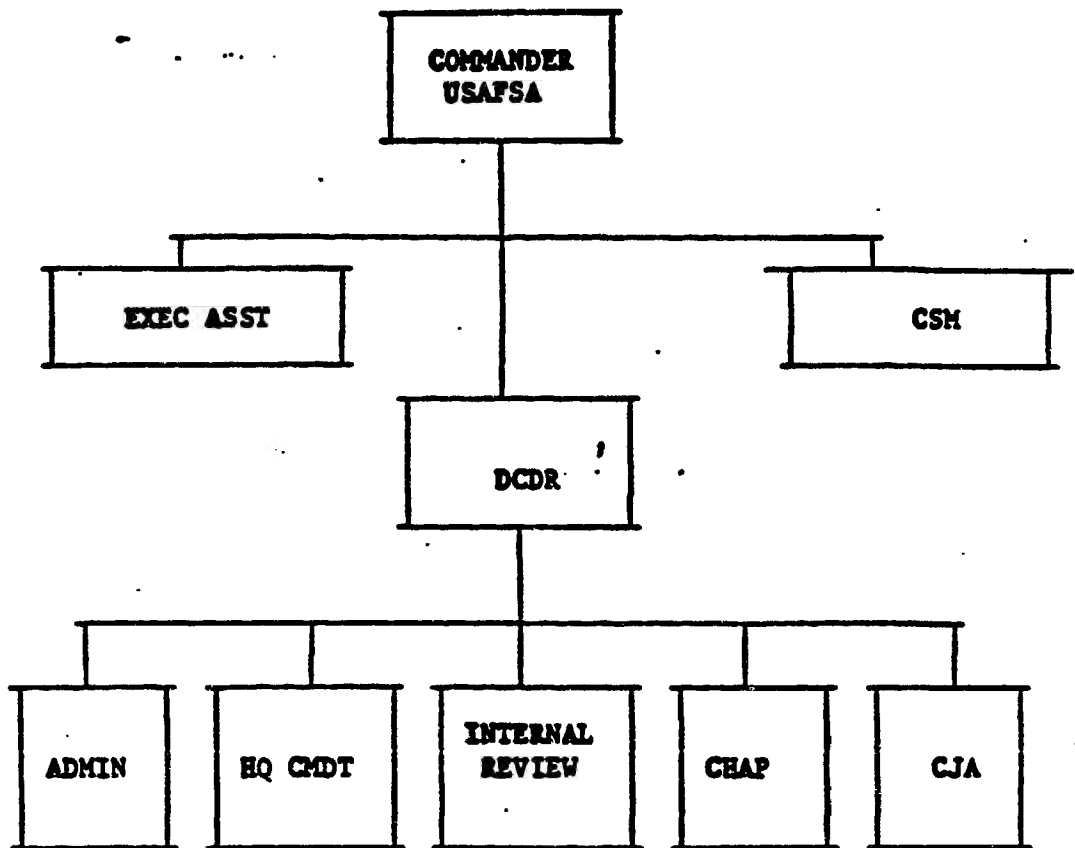 COMMANDER
USAFSA
EXEC ASST
CSM
DCDR
ADMIN
HQ CMDT
INTERNAL
REVIEW
CHAP
CJA